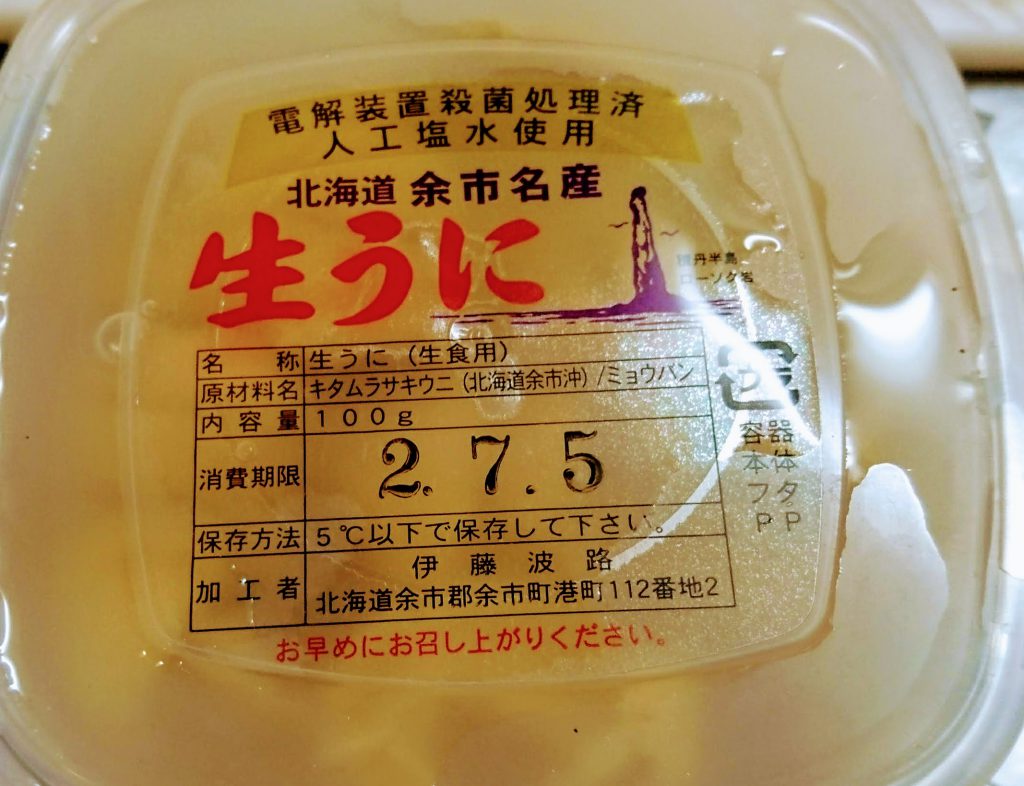 電解装置殺菌処理済
人工塩水使用
北海道 余市名産
生うに
積丹半島
ローソク岩
名称 生うに（生食用）
原材料名 キタムラサキウニ（北海道余市沖）/ミョウバン
内容量 100g
消費期限 2.7.5
保存方法 5℃以下で保存して下さい。
加工者 伊藤波路
北海道余市郡余市町港町112番地2
お早めにお召し上がりください。
容器
本体
フタ
PP